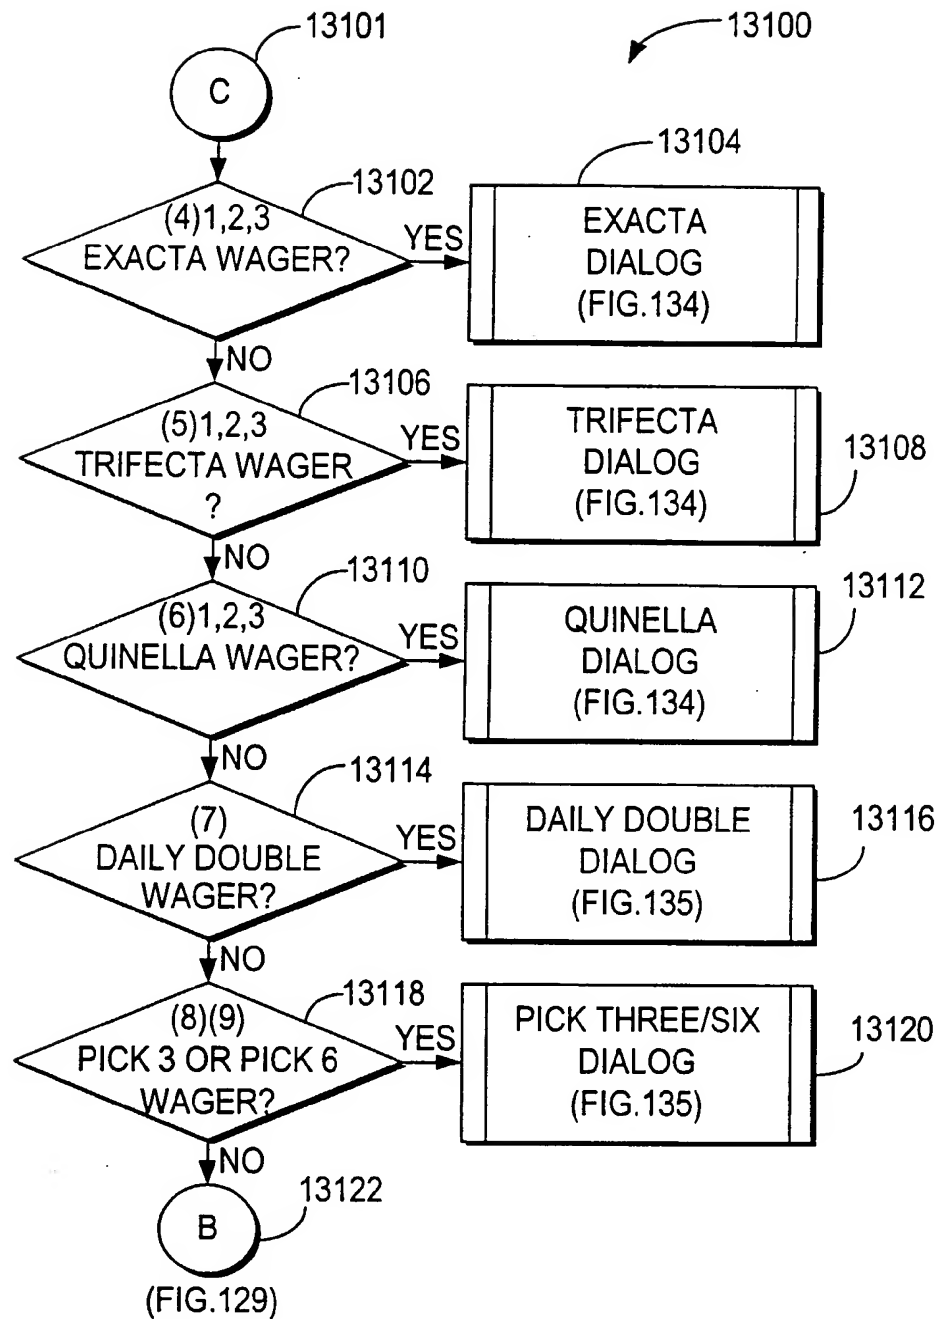 13101
13100
C
13102
13104
(4)1,2,3
EXACTA WAGER?
YES
EXACTA
DIALOG
(FIG.134)
NO
13106
(5)1,2,3
TRIFECTA WAGER
?
YES
TRIFECTA
DIALOG
(FIG.134)
13108
NO
13110
(6)1,2,3
QUINELLA WAGER?
YES
QUINELLA
DIALOG
(FIG.134)
13112
NO
13114
(7)
DAILY DOUBLE
WAGER?
YES
DAILY DOUBLE
DIALOG
(FIG.135)
13116
NO
13118
(8)(9)
PICK 3 OR PICK 6
WAGER?
YES
PICK THREE/SIX
DIALOG
(FIG.135)
13120
NO
13122
B
(FIG.129)